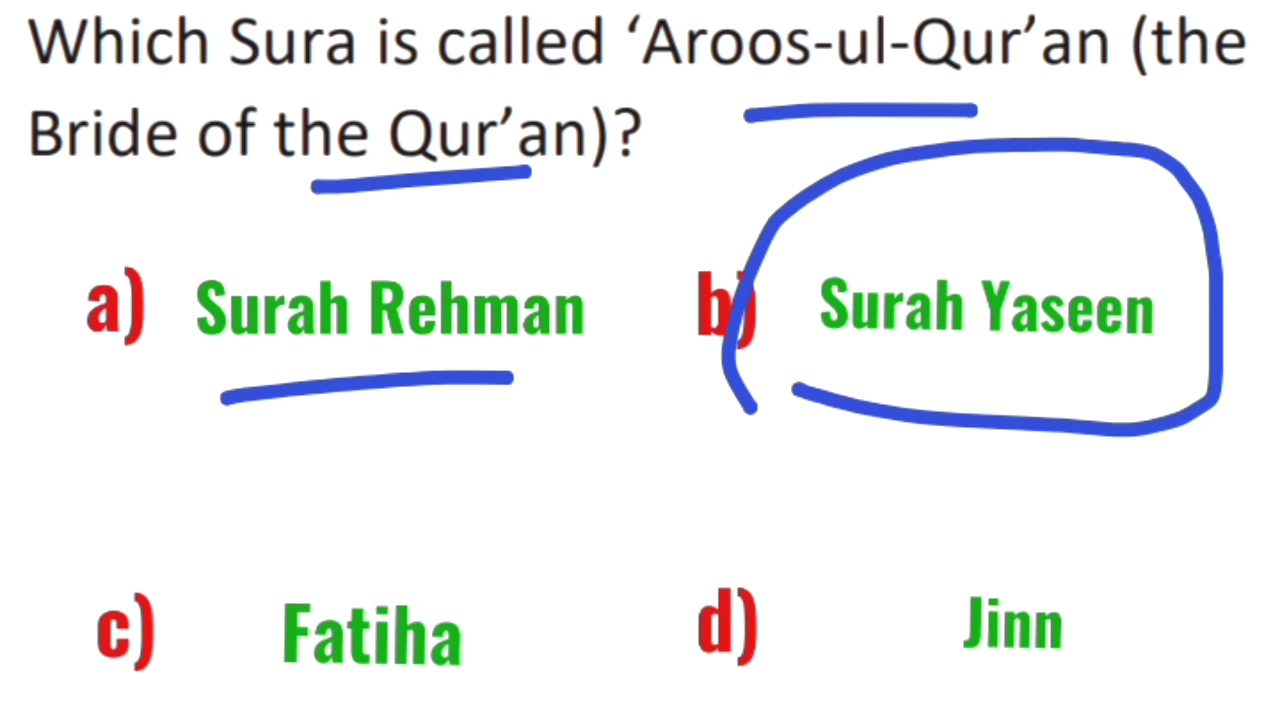 Which Sura is called ‘Aroos-ul-Qur’an (the
Bride of the Qur’an)?
a) Surah Rehman
b) Surah Yaseen
c) Fatiha
d) Jinn